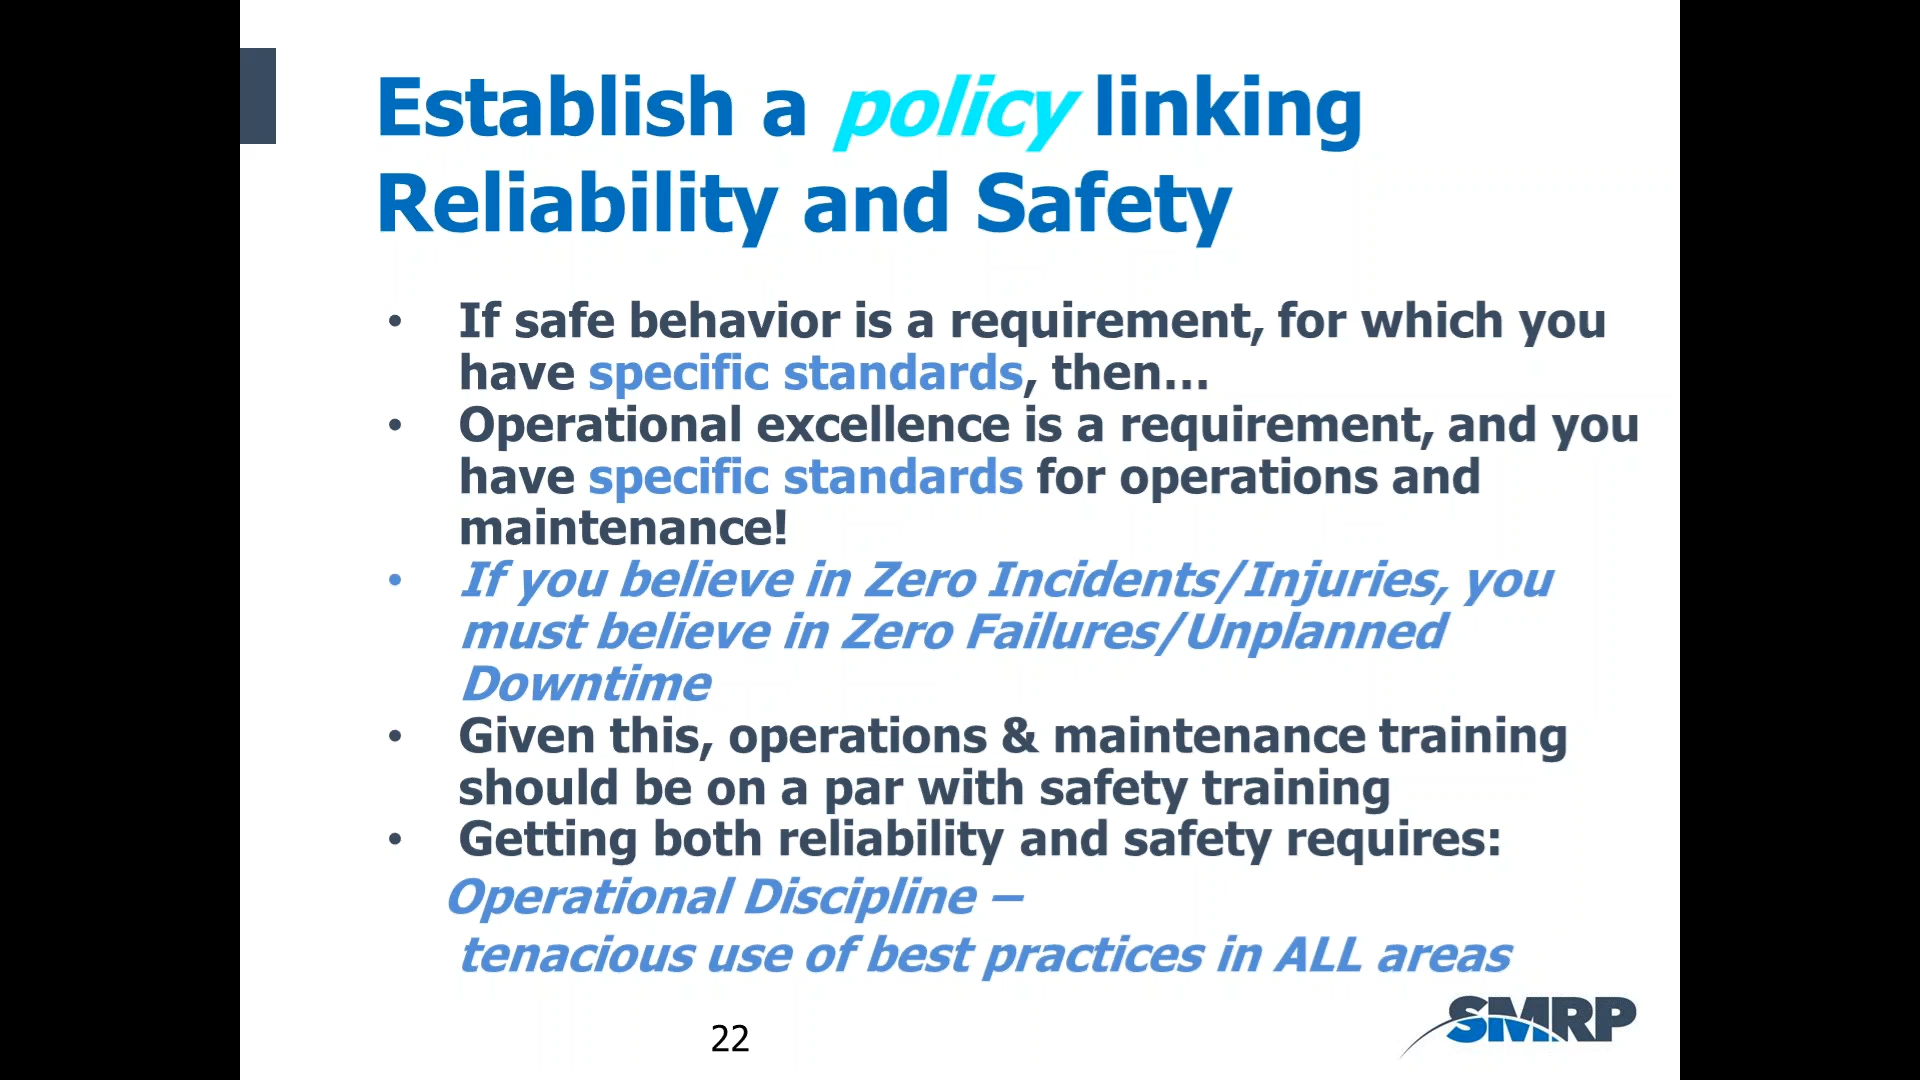 Establish a policy linking
Reliability and Safety
• If safe behavior is a requirement, for which you
have specific standards, then...
• Operational excellence is a requirement, and you
have specific standards for operations and
maintenance!
• If you believe in Zero Incidents/Injuries, you
must believe in Zero Failures/Unplanned
Downtime
• Given this, operations & maintenance training
should be on a par with safety training
• Getting both reliability and safety requires:
Operational Discipline –
tenacious use of best practices in ALL areas
22
SMRP